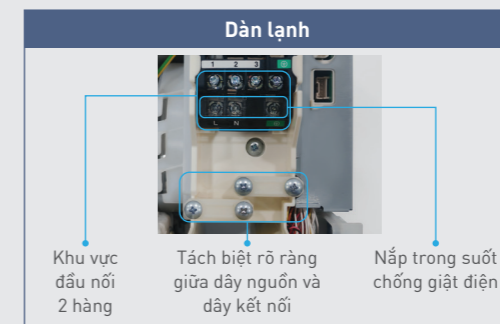 Dàn lạnh
1 2 3
L N
Khu vực
đầu nối
2 hàng
Tách biệt rõ ràng
giữa dây nguồn và
dây kết nối
Nắp trong suốt
chống giật điện